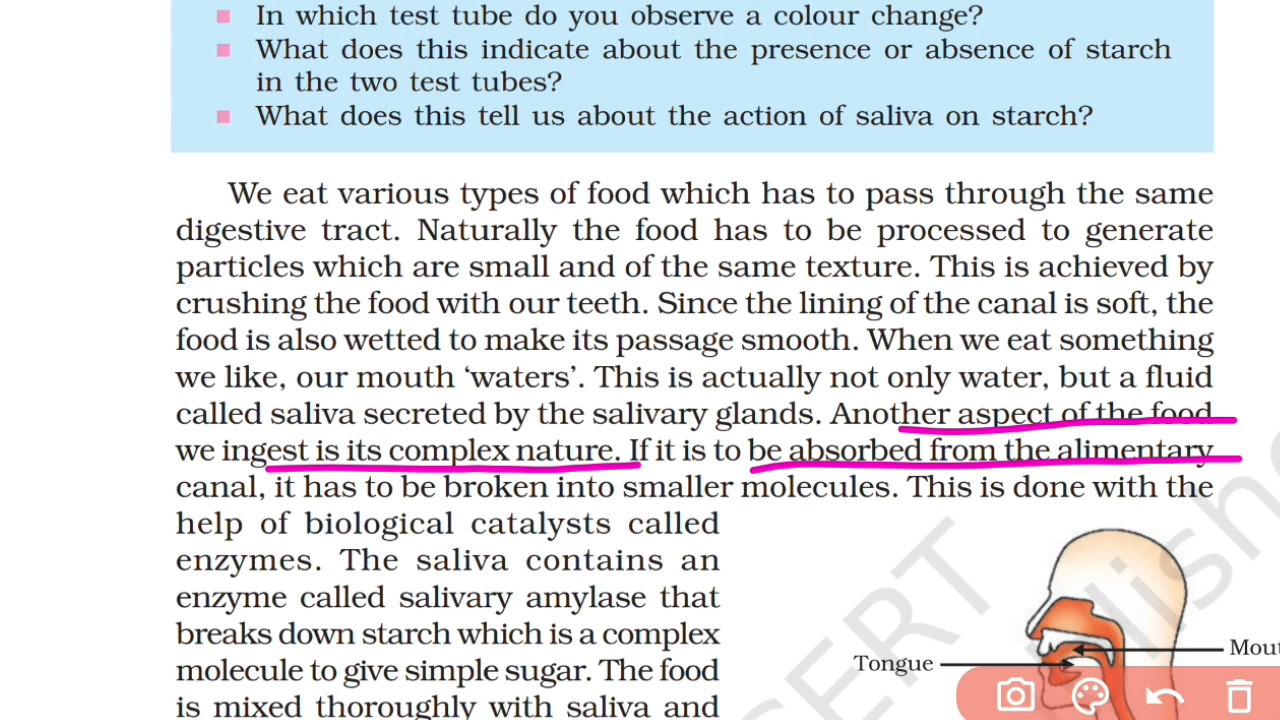 In which test tube do you observe a colour change?
What does this indicate about the presence or absence of starch
in the two test tubes?
What does this tell us about the action of saliva on starch?
We eat various types of food which has to pass through the same
digestive tract. Naturally the food has to be processed to generate
particles which are small and of the same texture. This is achieved by
crushing the food with our teeth. Since the lining of the canal is soft, the
food is also wetted to make its passage smooth. When we eat something
we like, our mouth ‘waters’. This is actually not only water, but a fluid
called saliva secreted by the salivary glands. Another aspect of the food
we ingest is its complex nature. If it is to be absorbed from the alimentary
canal, it has to be broken into smaller molecules. This is done with the
help of biological catalysts called
enzymes. The saliva contains an
enzyme called salivary amylase that
breaks down starch which is a complex
molecule to give simple sugar. The food
is mixed thoroughly with saliva and
Mout
Tongue